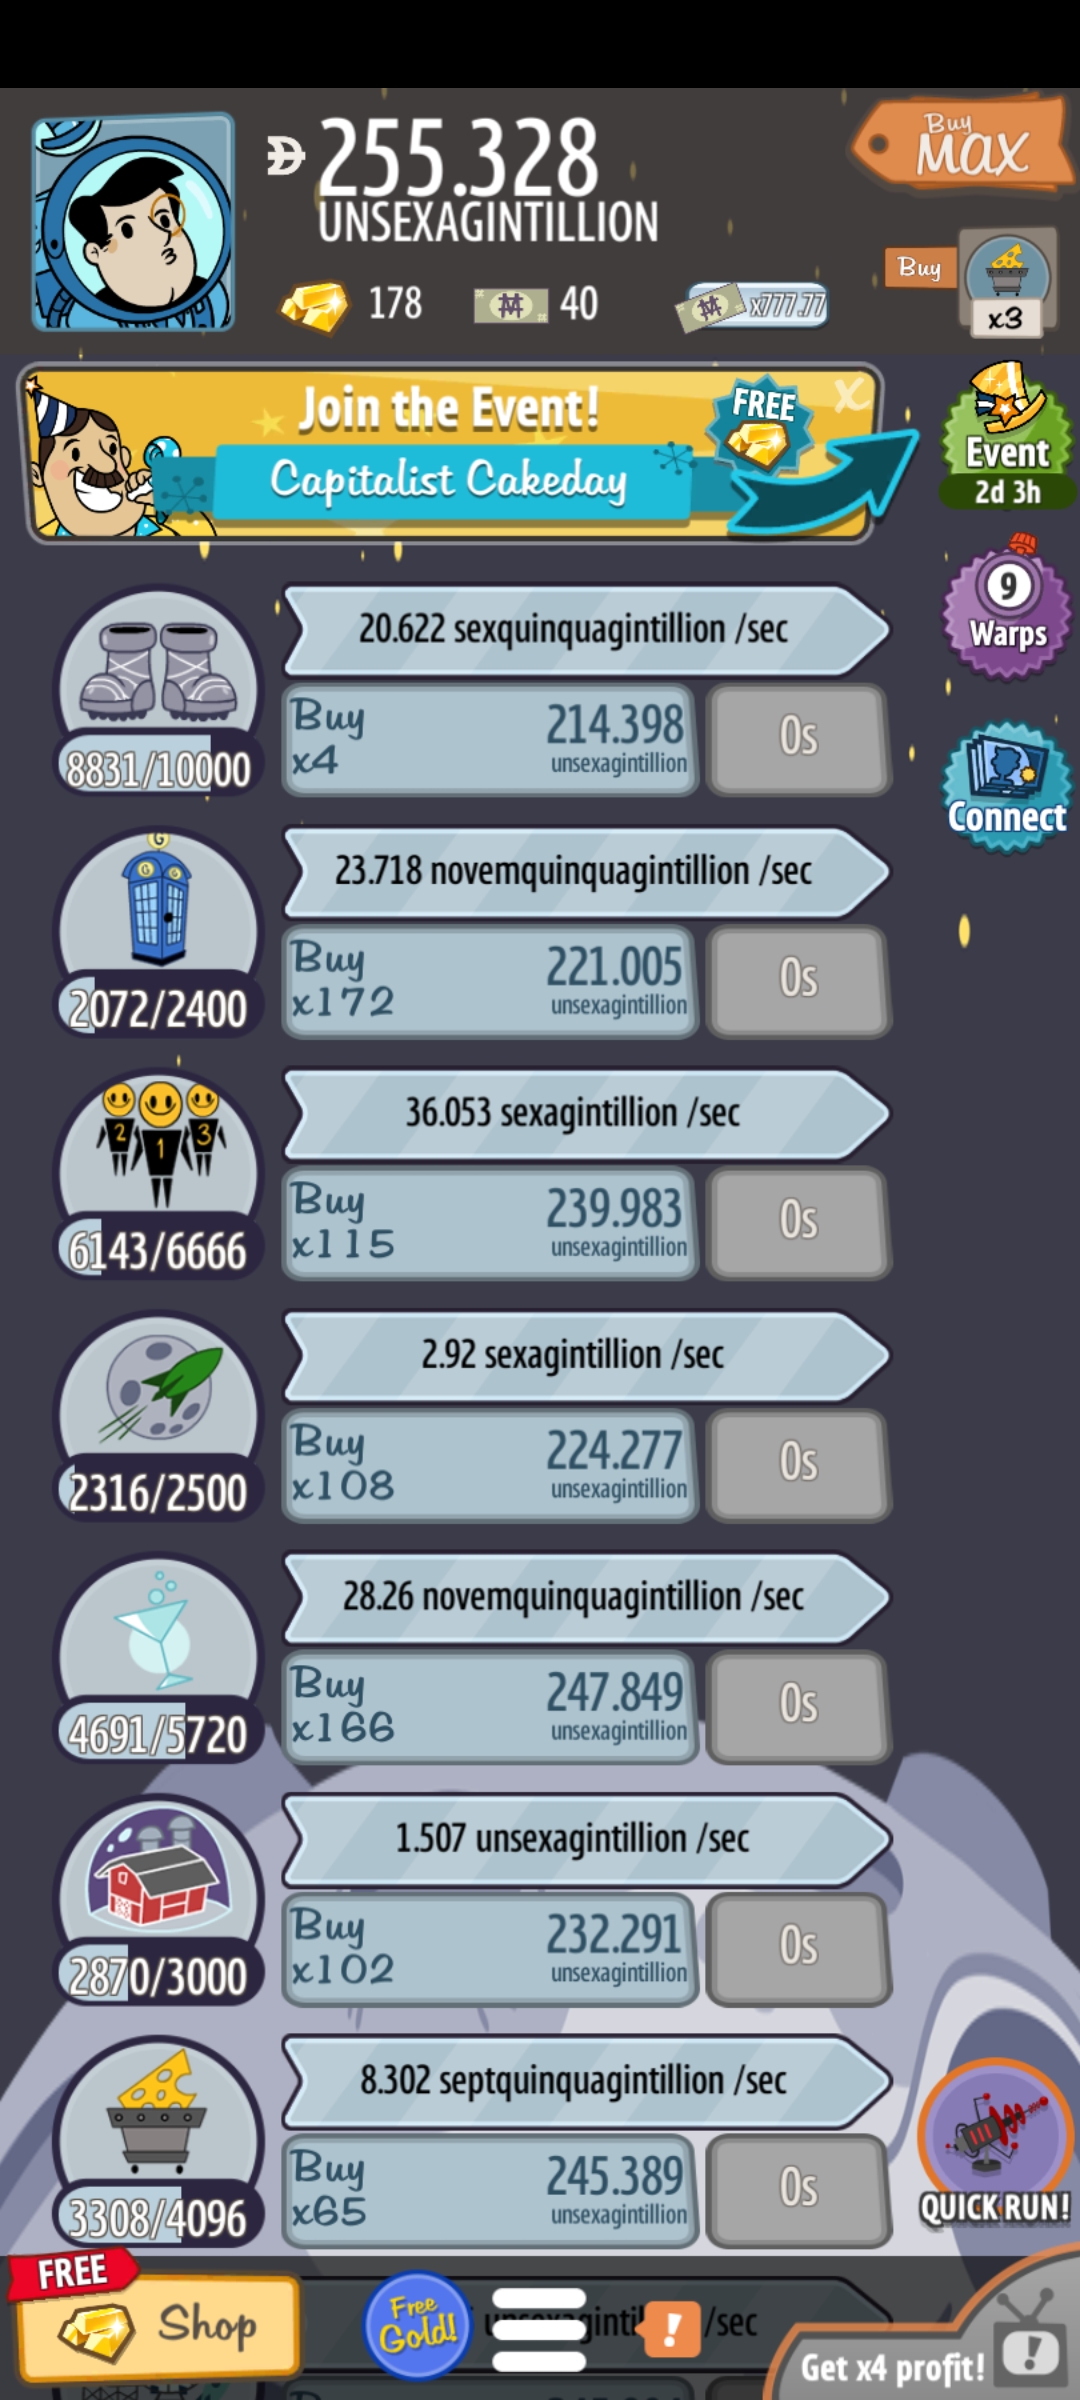 255.328
UNSEXAGINTILLION
Buy
MAX
178
40
x777.77
Buy
x3
Join the Event!
Capitalist Cakeday
FREE
X
Event
2d 3h
9
Warps
Connect
20.622 sexquinquagintillion /sec
8831/10000
Buy
x4
214.398
unsexagintillion
0s
G
G G
23.718 novemquinquagintillion /sec
2072/2400
Buy
x172
221.005
unsexagintillion
0s
2 1 3
36.053 sexagintillion /sec
6143/6666
Buy
x115
239.983
unsexagintillion
0s
2.92 sexagintillion /sec
2316/2500
Buy
x108
224.277
unsexagintillion
0s
28.26 novemquinquagintillion /sec
4691/5720
Buy
x166
247.849
unsexagintillion
0s
1.507 unsexagintillion /sec
2870/3000
Buy
x102
232.291
unsexagintillion
0s
8.302 septquinquagintillion /sec
3308/4096
Buy
x65
245.389
unsexagintillion
0s
QUICK RUN!
FREE
Shop
Free
Gold!
!
/sec
Get x4 profit!
!